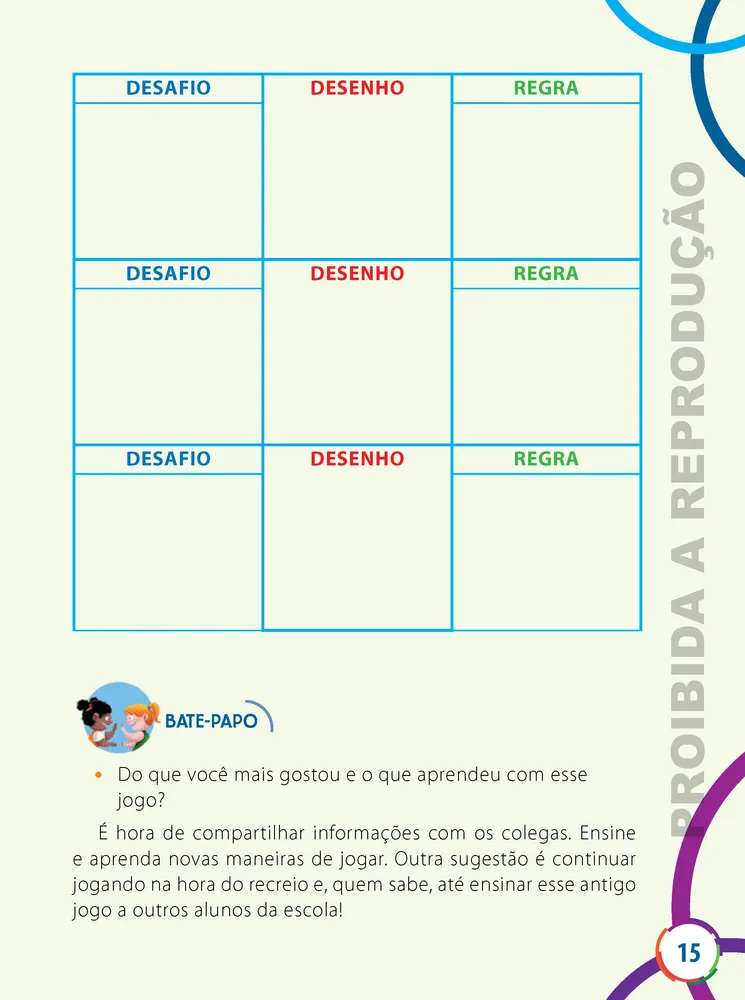 DESAFIO DESENHO REGRA
DESAFIO DESENHO REGRA
DESAFIO DESENHO REGRA
BATE-PAPO
• Do que você mais gostou e o que aprendeu com esse
jogo?
É hora de compartilhar informações com os colegas. Ensine
e aprenda novas maneiras de jogar. Outra sugestão é continuar
jogando na hora do recreio e, quem sabe, até ensinar esse antigo
jogo a outros alunos da escola!
PROIBIDA A REPRODUÇÃO
15